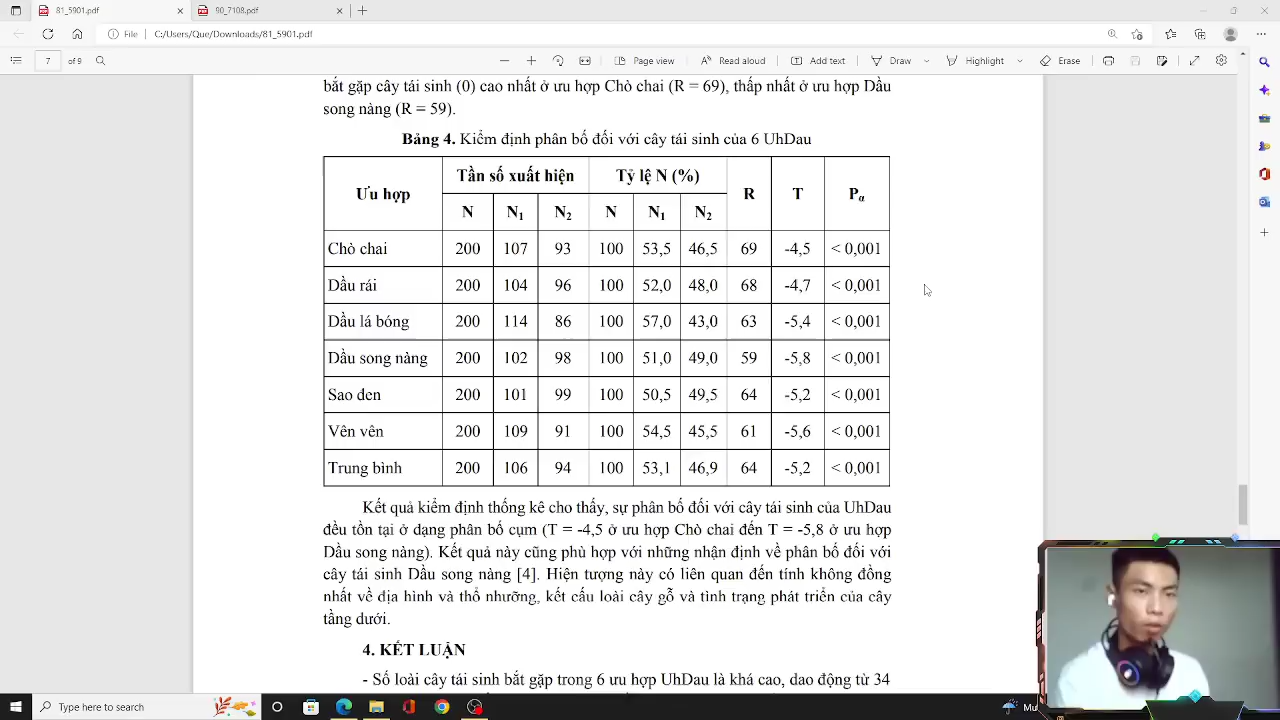 81_5901.pdf
90_7108.pdf
File C:/Users/Que/Downloads/81_5901.pdf
7 of 9 Page view Read aloud Add text Draw Highlight Erase
bắt gặp cây tái sinh (0) cao nhất ở ưu hợp Chò chai (R = 69), thấp nhất ở ưu hợp Dầu
song nàng (R = 59).
Bảng 4. Kiểm định phân bố đối với cây tái sinh của 6 UhDau
Ưu hợp Tần số xuất hiện Tỷ lệ N (%) R T Pα
N N1 N2 N N1 N2
Chò chai 200 107 93 100 53,5 46,5 69 -4,5 < 0,001
Dầu rái 200 104 96 100 52,0 48,0 68 -4,7 < 0,001
Dầu lá bóng 200 114 86 100 57,0 43,0 63 -5,4 < 0,001
Dầu song nàng 200 102 98 100 51,0 49,0 59 -5,8 < 0,001
Sao đen 200 101 99 100 50,5 49,5 64 -5,2 < 0,001
Vên vên 200 109 91 100 54,5 45,5 61 -5,6 < 0,001
Trung bình 200 106 94 100 53,1 46,9 64 -5,2 < 0,001
Kết quả kiểm định thống kê cho thấy, sự phân bố đối với cây tái sinh của UhDau
đều tồn tại ở dạng phân bố cụm (T = -4,5 ở ưu hợp Chò chai đến T = -5,8 ở ưu hợp
Dầu song nàng). Kết quả này cũng phù hợp với những nhận định về phân bố đối với
cây tái sinh Dầu song nàng [4]. Hiện tượng này có liên quan đến tính không đồng
nhất về địa hình và thổ nhưỡng, kết cấu loài cây gỗ và tình trạng phát triển của cây
tầng dưới.
4. KẾT LUẬN
- Số loài cây tái sinh bắt gặp trong 6 ưu hợp UhDau là khá cao, dao động từ 34
Type here to search